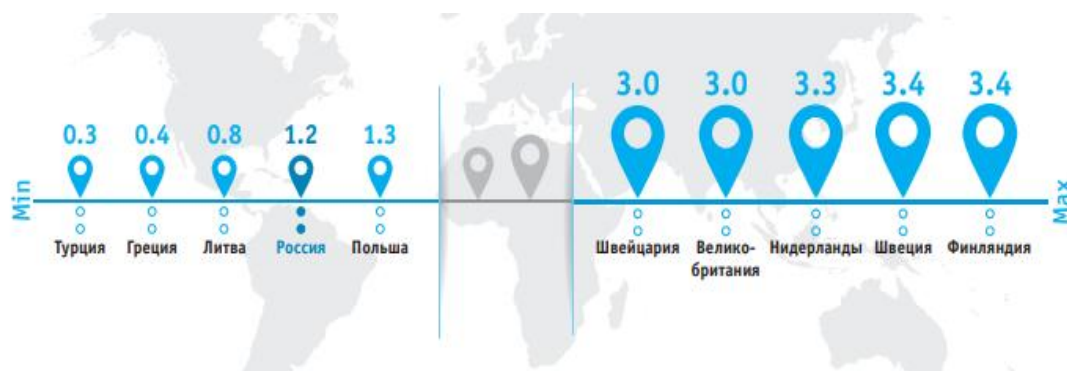 3.0 3.0 3.3 3.4 3.4
0.3 0.4 0.8 1.2 1.3
Min
Max
Турция Греция Литва Россия Польша
Швейцария Велико- Нидерланды Швеция Финляндия
британия